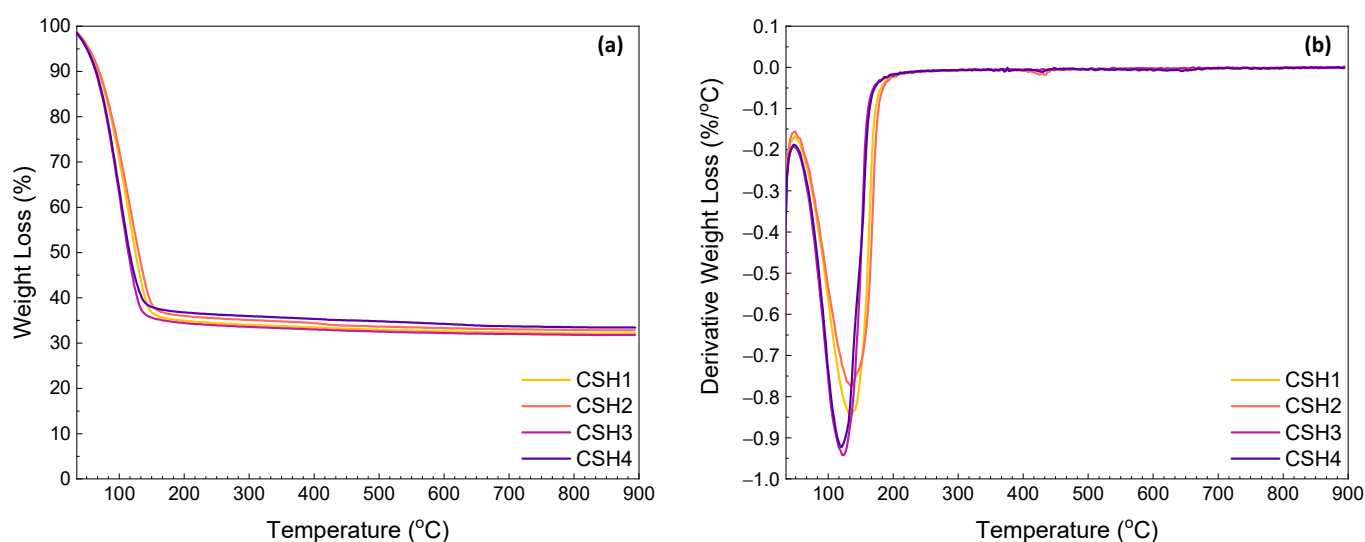 (a)
Weight Loss (%)
100
90
80
70
60
50
40
30
20
10
0
CSH1
CSH2
CSH3
CSH4
100 200 300 400 500 600 700 800 900
Temperature (°C)
(b)
Derivative Weight Loss (%/°C)
0.1
0.0
−0.1
−0.2
−0.3
−0.4
−0.5
−0.6
−0.7
−0.8
−0.9
−1.0
CSH1
CSH2
CSH3
CSH4
100 200 300 400 500 600 700 800 900
Temperature (°C)